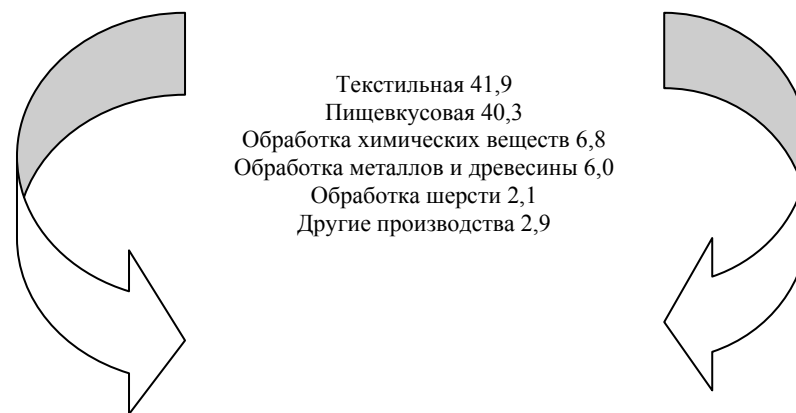 Текстильная 41,9
Пищевкусовая 40,3
Обработка химических веществ 6,8
Обработка металлов и древесины 6,0
Обработка шерсти 2,1
Другие производства 2,9